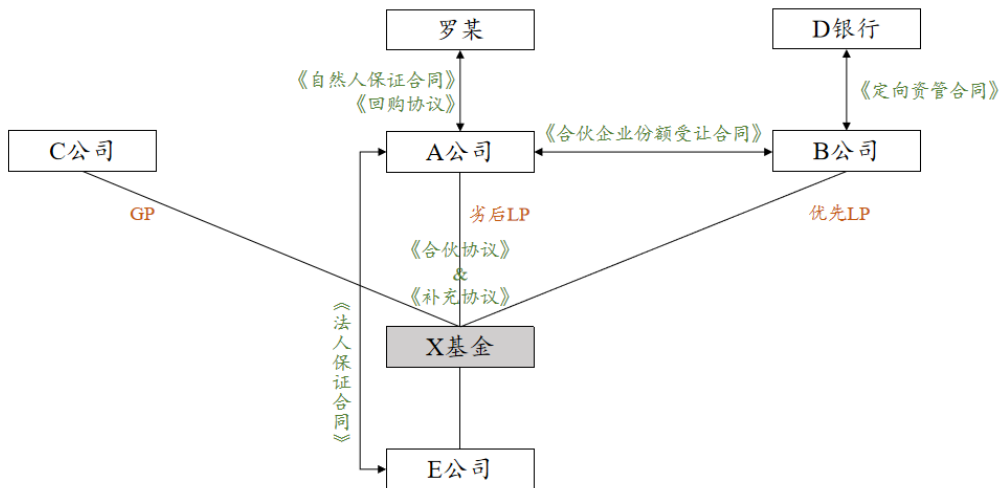 罗某
D银行
《自然人保证合同》
《回购协议》
《定向资管合同》
C公司
A公司
《合伙企业份额受让合同》
B公司
GP
劣后LP
优先LP
《合伙协议》
&
《补充协议》
《法人保证合同》
X基金
E公司